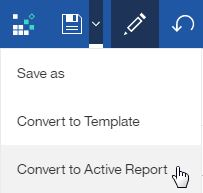 Save as
Convert to Template
Convert to Active Report